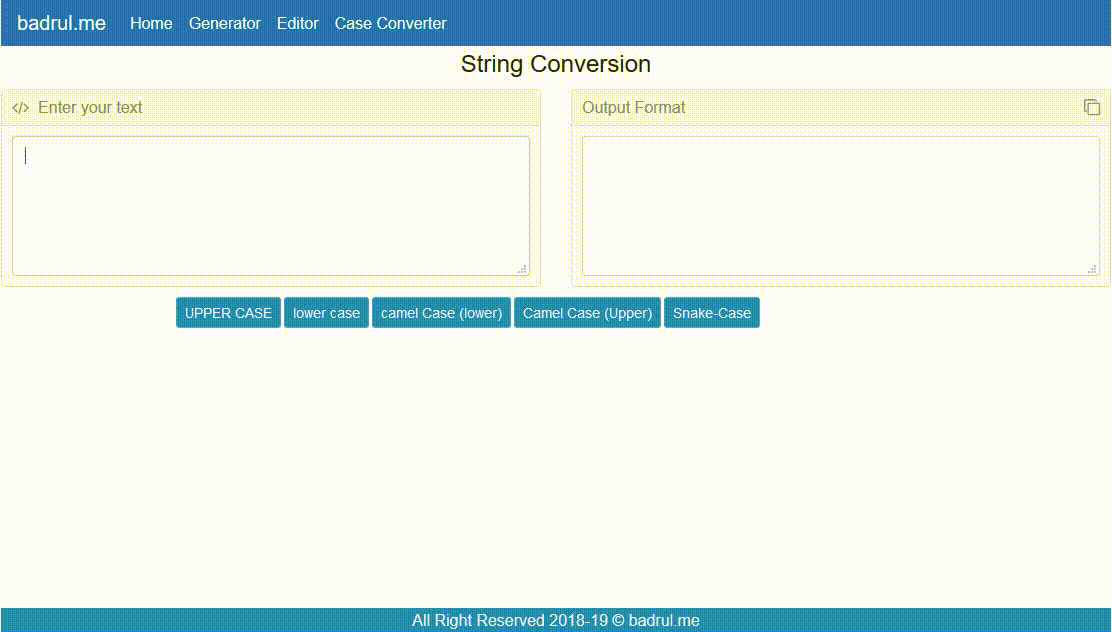 badrul.me Home Generator Editor Case Converter
String Conversion
</> Enter your text
Output Format
UPPER CASE lower case camel Case (lower) Camel Case (Upper) Snake-Case
All Right Reserved 2018-19 © badrul.me